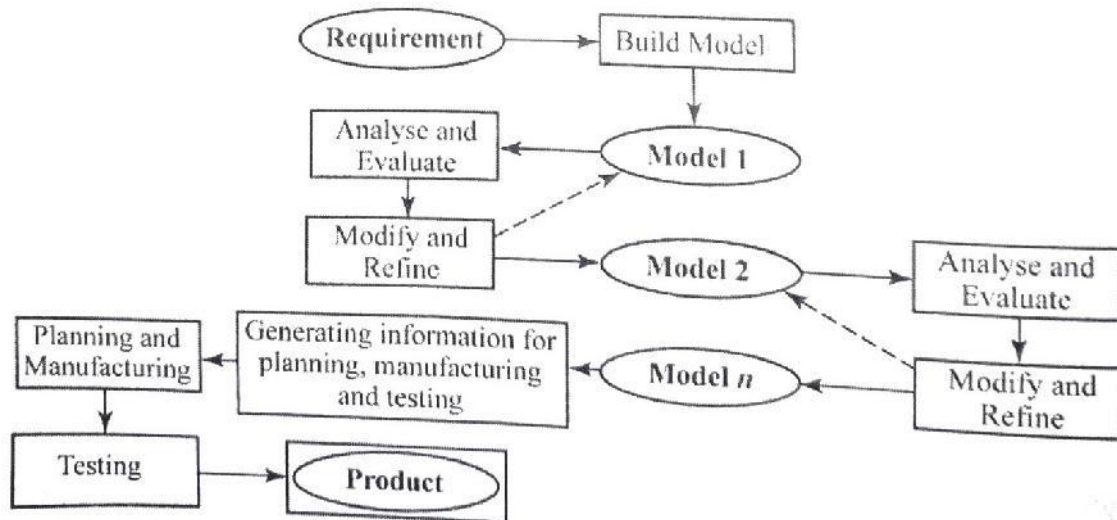 Requirement
Build Model
Analyse and
Evaluate
Model 1
Modify and
Refine
Model 2
Analyse and
Evaluate
Planning and
Manufacturing
Generating information for
planning, manufacturing
and testing
Model n
Modify and
Refine
Testing
Product